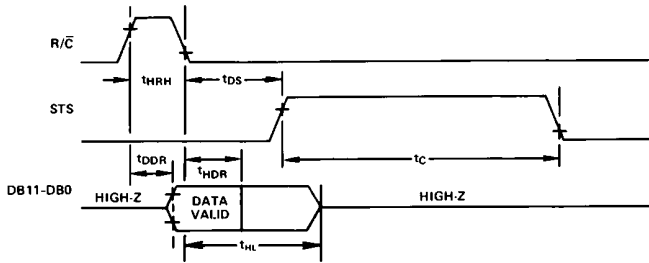 R/C̅
tHRH
tDS
STS
tC
tDDR
tHDR
DB11-DB0
HIGH-Z
DATA
VALID
HIGH-Z
tHL